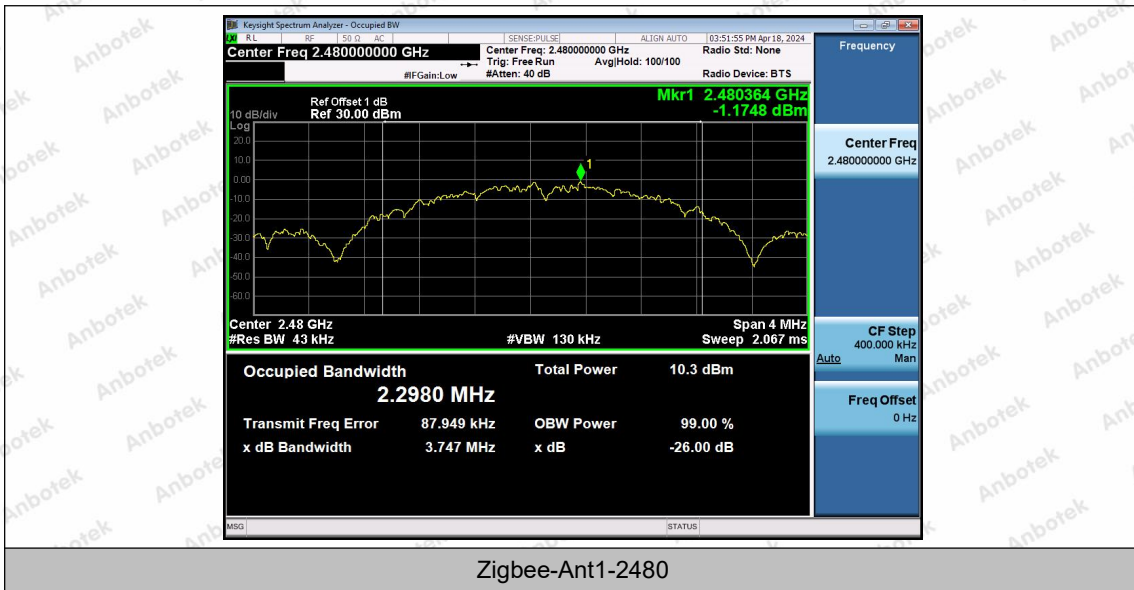 Keysight Spectrum Analyzer - Occupied BW
RL RF 50 Ω AC SENSE:PULSE ALIGN AUTO 03:51:55 PM Apr 18, 2024
Center Freq 2.480000000 GHz
Center Freq: 2.480000000 GHz Radio Std: None
Trig: Free Run Avg|Hold: 100/100
#IFGain:Low #Atten: 40 dB Radio Device: BTS
Frequency
Mkr1 2.480364 GHz
-1.1748 dBm
Ref Offset 1 dB
10 dB/div Ref 30.00 dBm
Log
20.0
10.0
0.00
-10.0
-20.0
-30.0
-40.0
-50.0
-60.0
1
Center 2.48 GHz Span 4 MHz
#Res BW 43 kHz #VBW 130 kHz Sweep 2.067 ms
Center Freq
2.480000000 GHz
CF Step
400.000 kHz
Auto Man
Freq Offset
0 Hz
Occupied Bandwidth Total Power 10.3 dBm
2.2980 MHz
Transmit Freq Error 87.949 kHz OBW Power 99.00 %
x dB Bandwidth 3.747 MHz x dB -26.00 dB
MSG STATUS
Zigbee-Ant1-2480
Anbotek